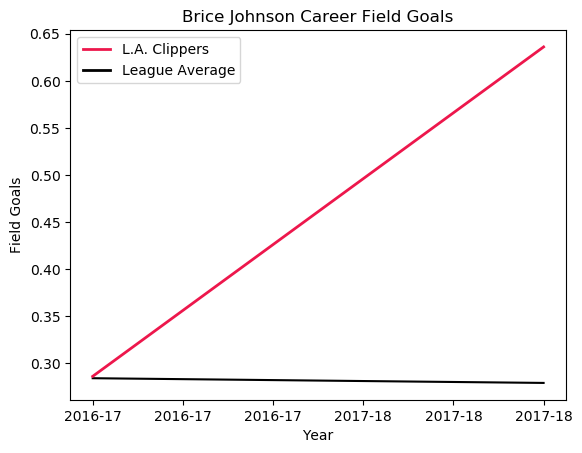 Brice Johnson Career Field Goals
L.A. Clippers
League Average
Field Goals
0.65
0.60
0.55
0.50
0.45
0.40
0.35
0.30
2016-17 2016-17 2016-17 2017-18 2017-18 2017-18
Year